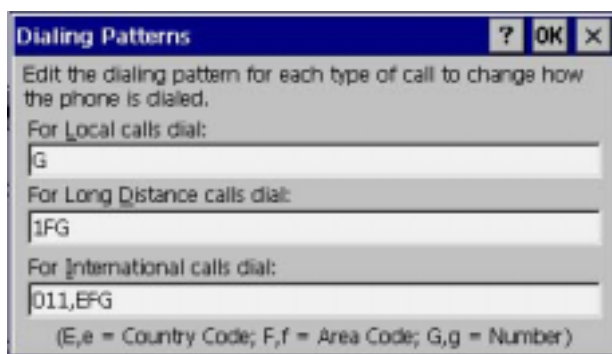 Dialing Patterns ? OK ×
Edit the dialing pattern for each type of call to change how
the phone is dialed.
For Local calls dial:
G
For Long Distance calls dial:
1FG
For International calls dial:
011,EFG
(E,e = Country Code; F,f = Area Code; G,g = Number)